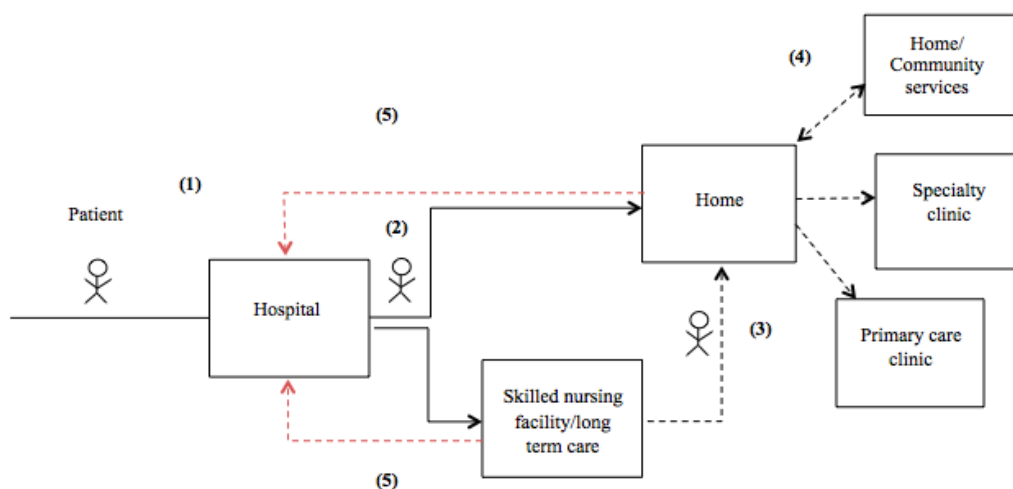 (4)
Home/
Community
services
(5)
(1)
Specialty
clinic
Home
Patient
(2)
Hospital
(3)
Primary care
clinic
Skilled nursing
facility/long
term care
(5)